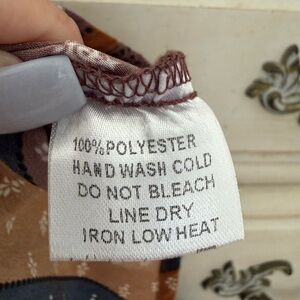 100% POLYESTER
HAND WASH COLD
DO NOT BLEACH
LINE DRY
IRON LOW HEAT